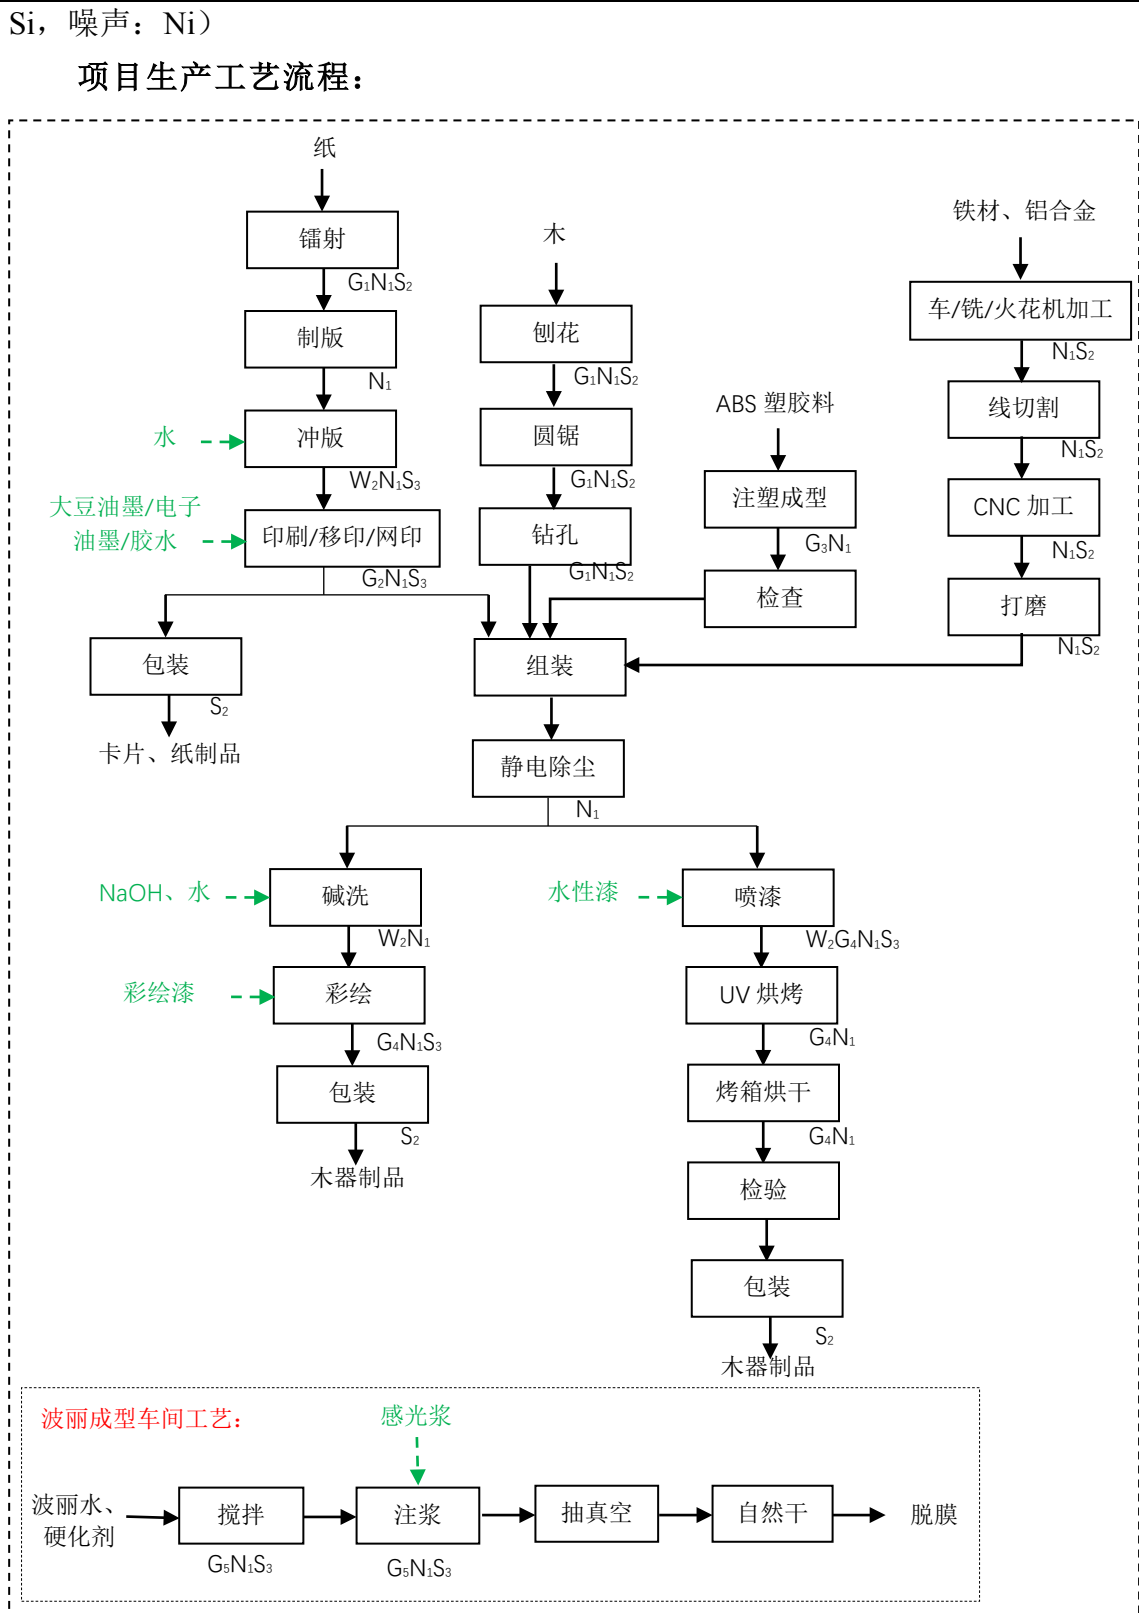 Si，噪声：Ni）
项目生产工艺流程：
纸
镭射
G₁N₁S₂
制版
N₁
水
冲版
W₂N₁S₃
大豆油墨/电子
油墨/胶水
印刷/移印/网印
G₂N₁S₃
包装
S₂
卡片、纸制品
木
刨花
G₁N₁S₂
圆锯
G₁N₁S₂
钻孔
G₁N₁S₂
ABS 塑胶料
注塑成型
G₃N₁
检查
铁材、铝合金
车/铣/火花机加工
N₁S₂
线切割
N₁S₂
CNC 加工
N₁S₂
打磨
N₁S₂
组装
静电除尘
N₁
NaOH、水
碱洗
W₂N₁
彩绘漆
彩绘
G₄N₁S₃
包装
S₂
木器制品
水性漆
喷漆
W₂G₄N₁S₃
UV 烘烤
G₄N₁
烤箱烘干
G₄N₁
检验
包装
S₂
木器制品
波丽成型车间工艺：
感光浆
波丽水、
硬化剂
搅拌
G₅N₁S₃
注浆
G₅N₁S₃
抽真空
自然干
脱膜